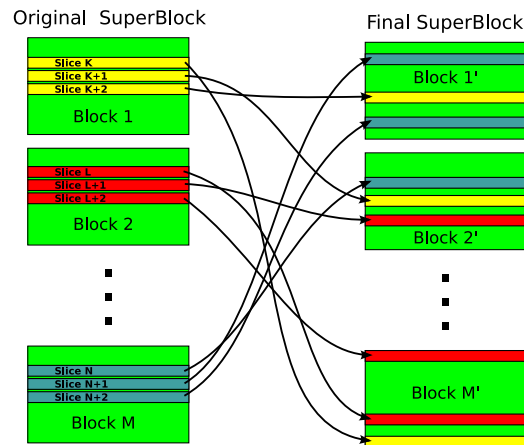 Original SuperBlock
Final SuperBlock
Slice K
Slice K+1
Slice K+2
Block 1
Block 1'
Slice L
Slice L+1
Slice L+2
Block 2
Block 2'
Slice N
Slice N+1
Slice N+2
Block M
Block M'